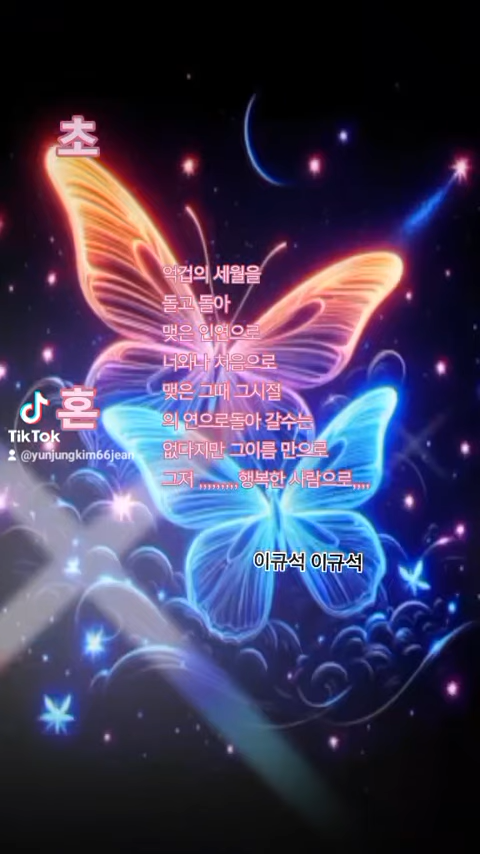 초
억겁의 세월을
돌고 돌아
맺은 인연으로
너와나 처음으로
맺은 그때 그시절
의 연으로돌아 갈수는
없다지만 그이름 만으로
그저 ,,,,,,,,,행복한 사람으로,,,,
혼
TikTok
@yunjungkim66jean
이규석 이규석